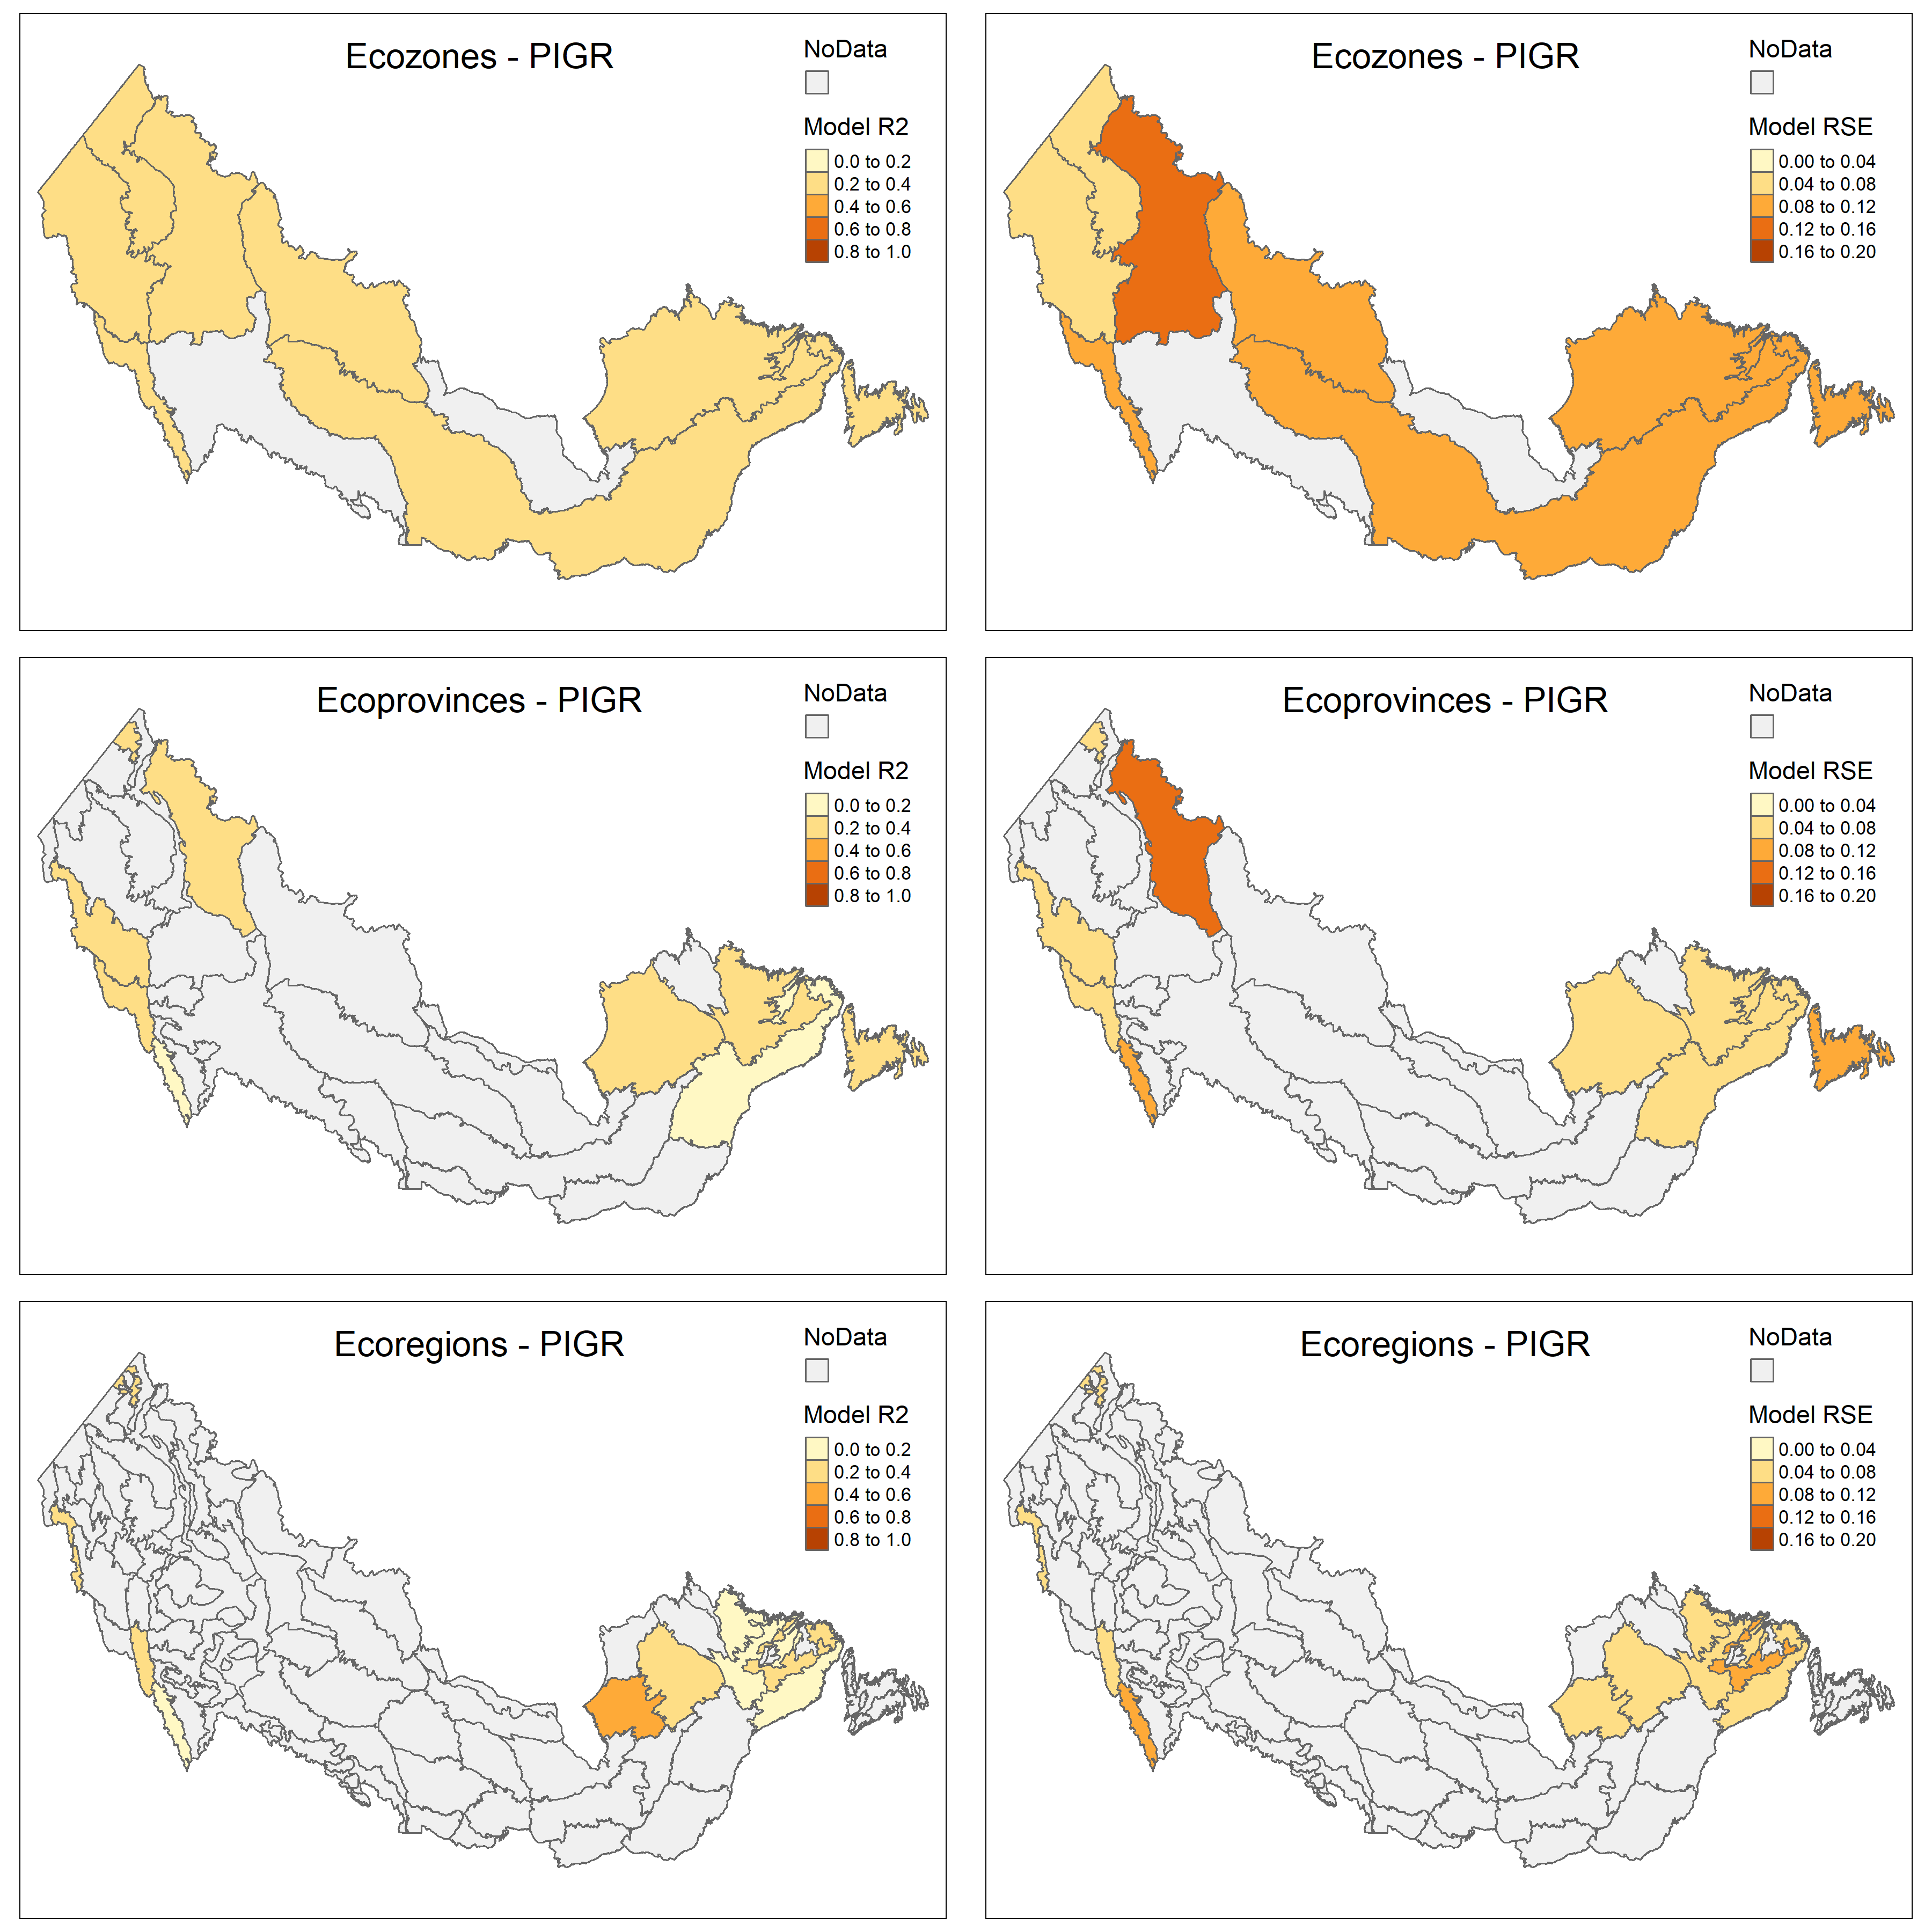 Ecozones - PIGR
NoData
Model R2
0.0 to 0.2
0.2 to 0.4
0.4 to 0.6
0.6 to 0.8
0.8 to 1.0
Ecozones - PIGR
NoData
Model RSE
0.00 to 0.04
0.04 to 0.08
0.08 to 0.12
0.12 to 0.16
0.16 to 0.20
Ecoprovinces - PIGR
NoData
Model R2
0.0 to 0.2
0.2 to 0.4
0.4 to 0.6
0.6 to 0.8
0.8 to 1.0
Ecoprovinces - PIGR
NoData
Model RSE
0.00 to 0.04
0.04 to 0.08
0.08 to 0.12
0.12 to 0.16
0.16 to 0.20
Ecoregions - PIGR
NoData
Model R2
0.0 to 0.2
0.2 to 0.4
0.4 to 0.6
0.6 to 0.8
0.8 to 1.0
Ecoregions - PIGR
NoData
Model RSE
0.00 to 0.04
0.04 to 0.08
0.08 to 0.12
0.12 to 0.16
0.16 to 0.20